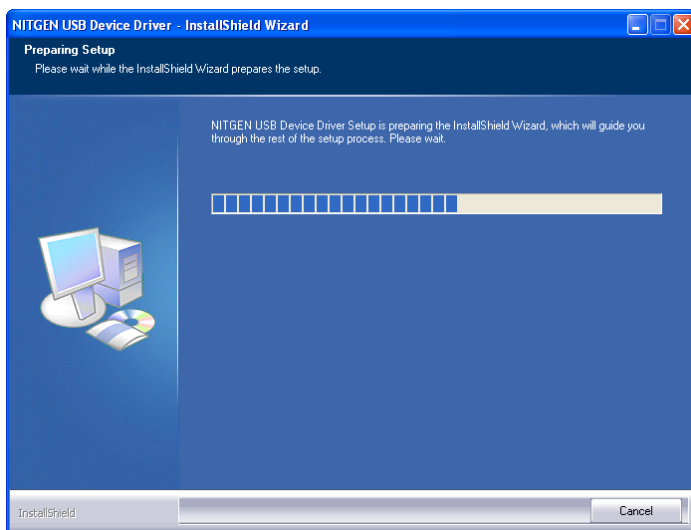 NITGEN USB Device Driver - InstallShield Wizard
Preparing Setup
Please wait while the InstallShield Wizard prepares the setup.
NITGEN USB Device Driver Setup is preparing the InstallShield Wizard, which will guide you
through the rest of the setup process. Please wait.
InstallShield
Cancel